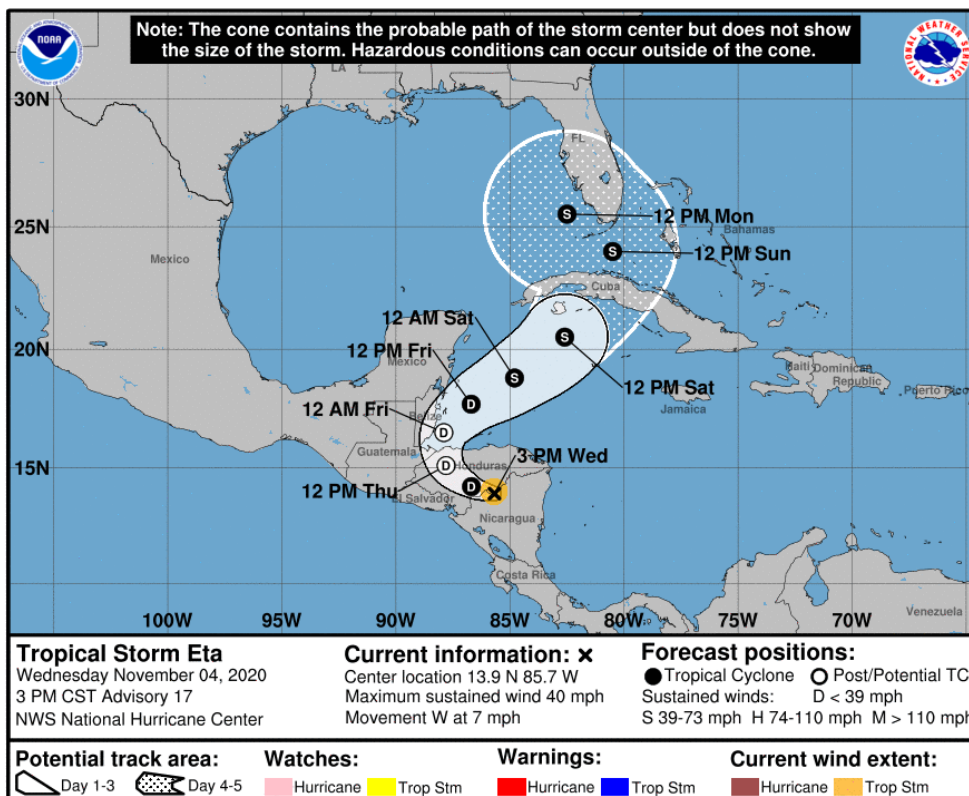 Note: The cone contains the probable path of the storm center but does not show
the size of the storm. Hazardous conditions can occur outside of the cone.
NOAA
NATIONAL WEATHER SERVICE
LA
30N
FL
25N
12 PM Mon
Bahamas
Mexico
12 PM Sun
Cuba
12 AM Sat
20N
12 PM Fri
Mexico
12 PM Sat
Haiti
Dominican
Republic
Puerto Rico
Jamaica
12 AM Fri
Belize
Guatemala
3 PM Wed
15N
Honduras
12 PM Thu
El Salvador
Nicaragua
Costa Rica
Venezuela
100W
95W
90W
85W
80W
75W
70W
S
S
S
S
D
D
D
D
Tropical Storm Eta
Wednesday November 04, 2020
3 PM CST Advisory 17
NWS National Hurricane Center
Current information: ×
Center location 13.9 N 85.7 W
Maximum sustained wind 40 mph
Movement W at 7 mph
Forecast positions:
● Tropical Cyclone ○ Post/Potential TC
Sustained winds: D < 39 mph
S 39-73 mph H 74-110 mph M > 110 mph
Potential track area:
Day 1-3 Day 4-5
Watches:
Hurricane Trop Stm
Warnings:
Hurricane Trop Stm
Current wind extent:
Hurricane Trop Stm